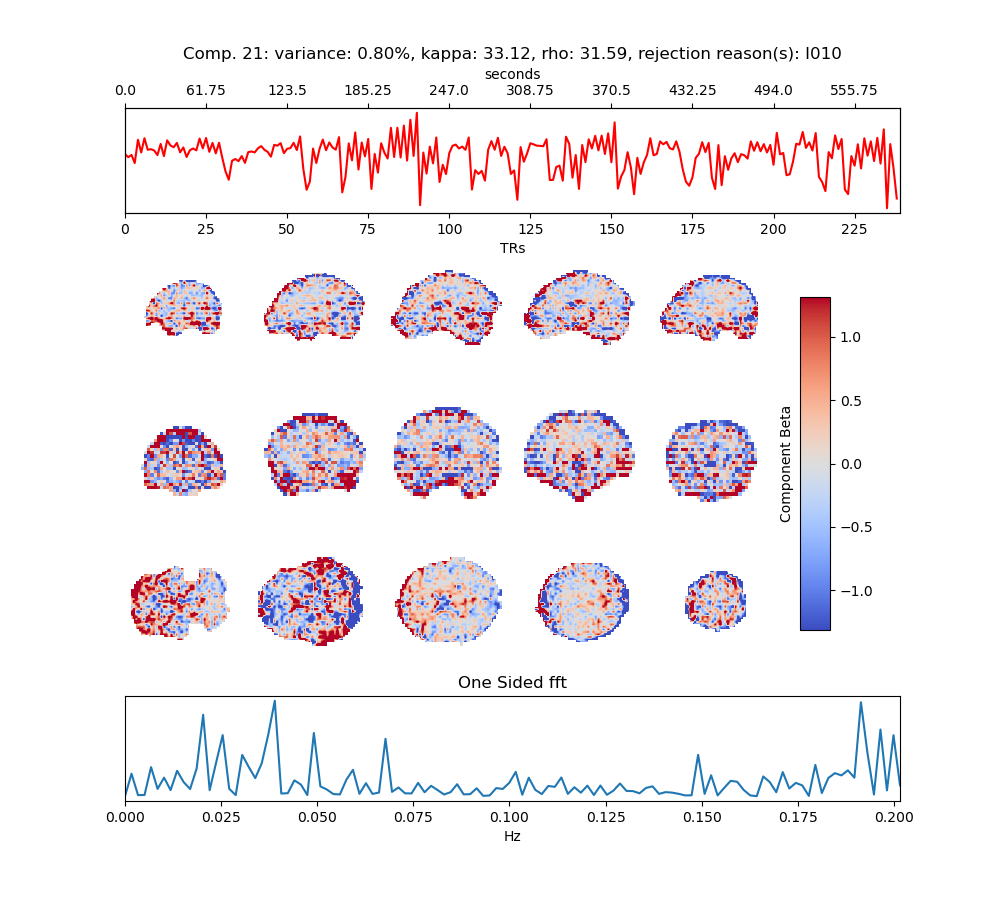 Comp. 21: variance: 0.80%, kappa: 33.12, rho: 31.59, rejection reason(s): I010
seconds
0.0 61.75 123.5 185.25 247.0 308.75 370.5 432.25 494.0 555.75
0 25 50 75 100 125 150 175 200 225
TRs
1.0
0.5
0.0
−0.5
−1.0
Component Beta
One Sided fft
0.000 0.025 0.050 0.075 0.100 0.125 0.150 0.175 0.200
Hz